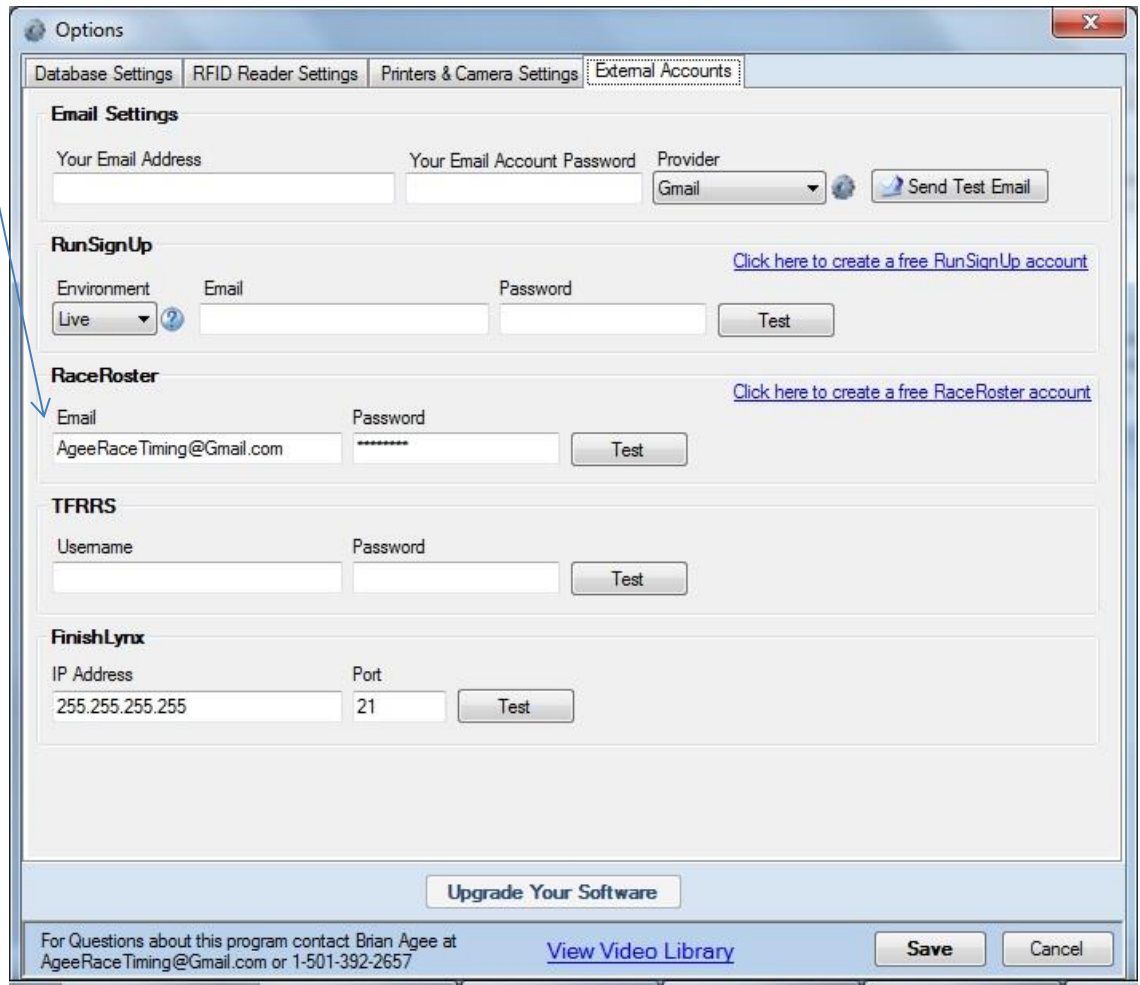 Options
Database Settings RFID Reader Settings Printers & Camera Settings External Accounts
Email Settings
Your Email Address Your Email Account Password Provider
Gmail Send Test Email
RunSignUp
Click here to create a free RunSignUp account
Environment Email Password
Live Test
RaceRoster
Click here to create a free RaceRoster account
Email Password
AgeeRaceTiming@Gmail.com ******** Test
TFRRS
Username Password
Test
FinishLynx
IP Address Port
255.255.255.255 21 Test
Upgrade Your Software
For Questions about this program contact Brian Agee at
AgeeRaceTiming@Gmail.com or 1-501-392-2657
View Video Library Save Cancel